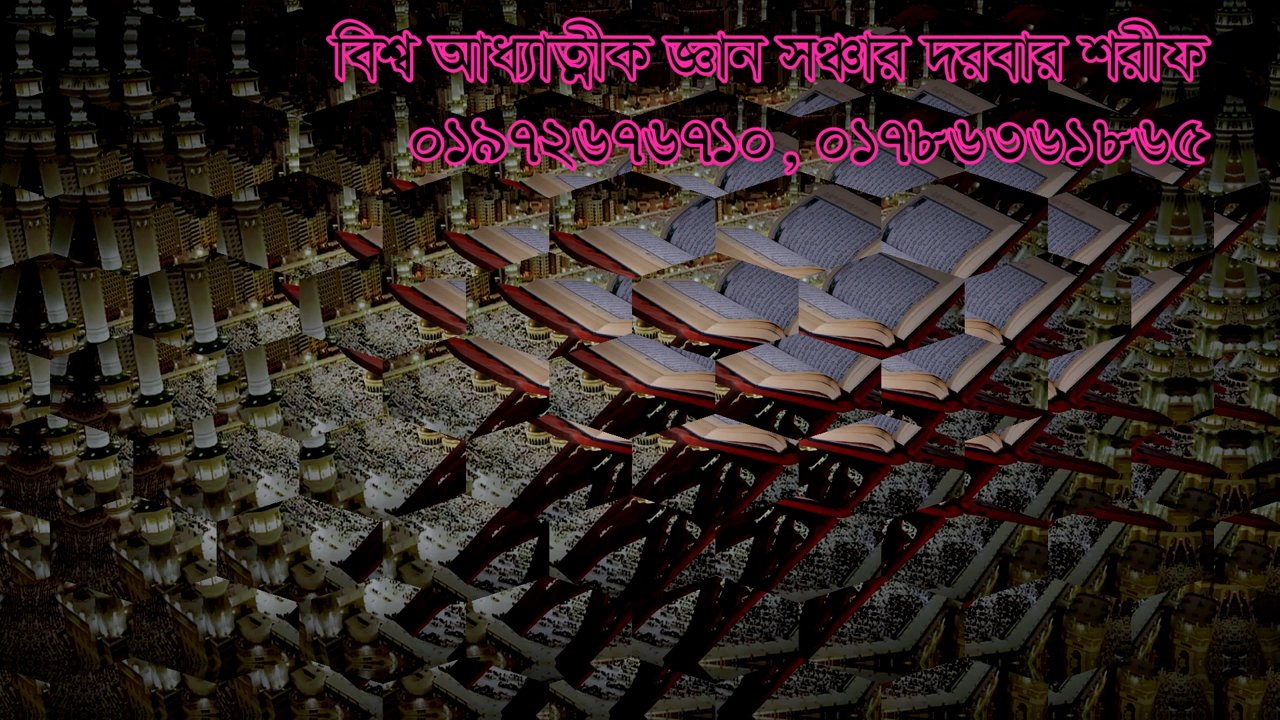 বিশ্ব আধ্যাত্নীক জ্ঞান সঞ্চার দরবার শরীফ
০১৯৭২৬৭৬৭১০ , ০১৭৮৬৩৬১৮৬৫